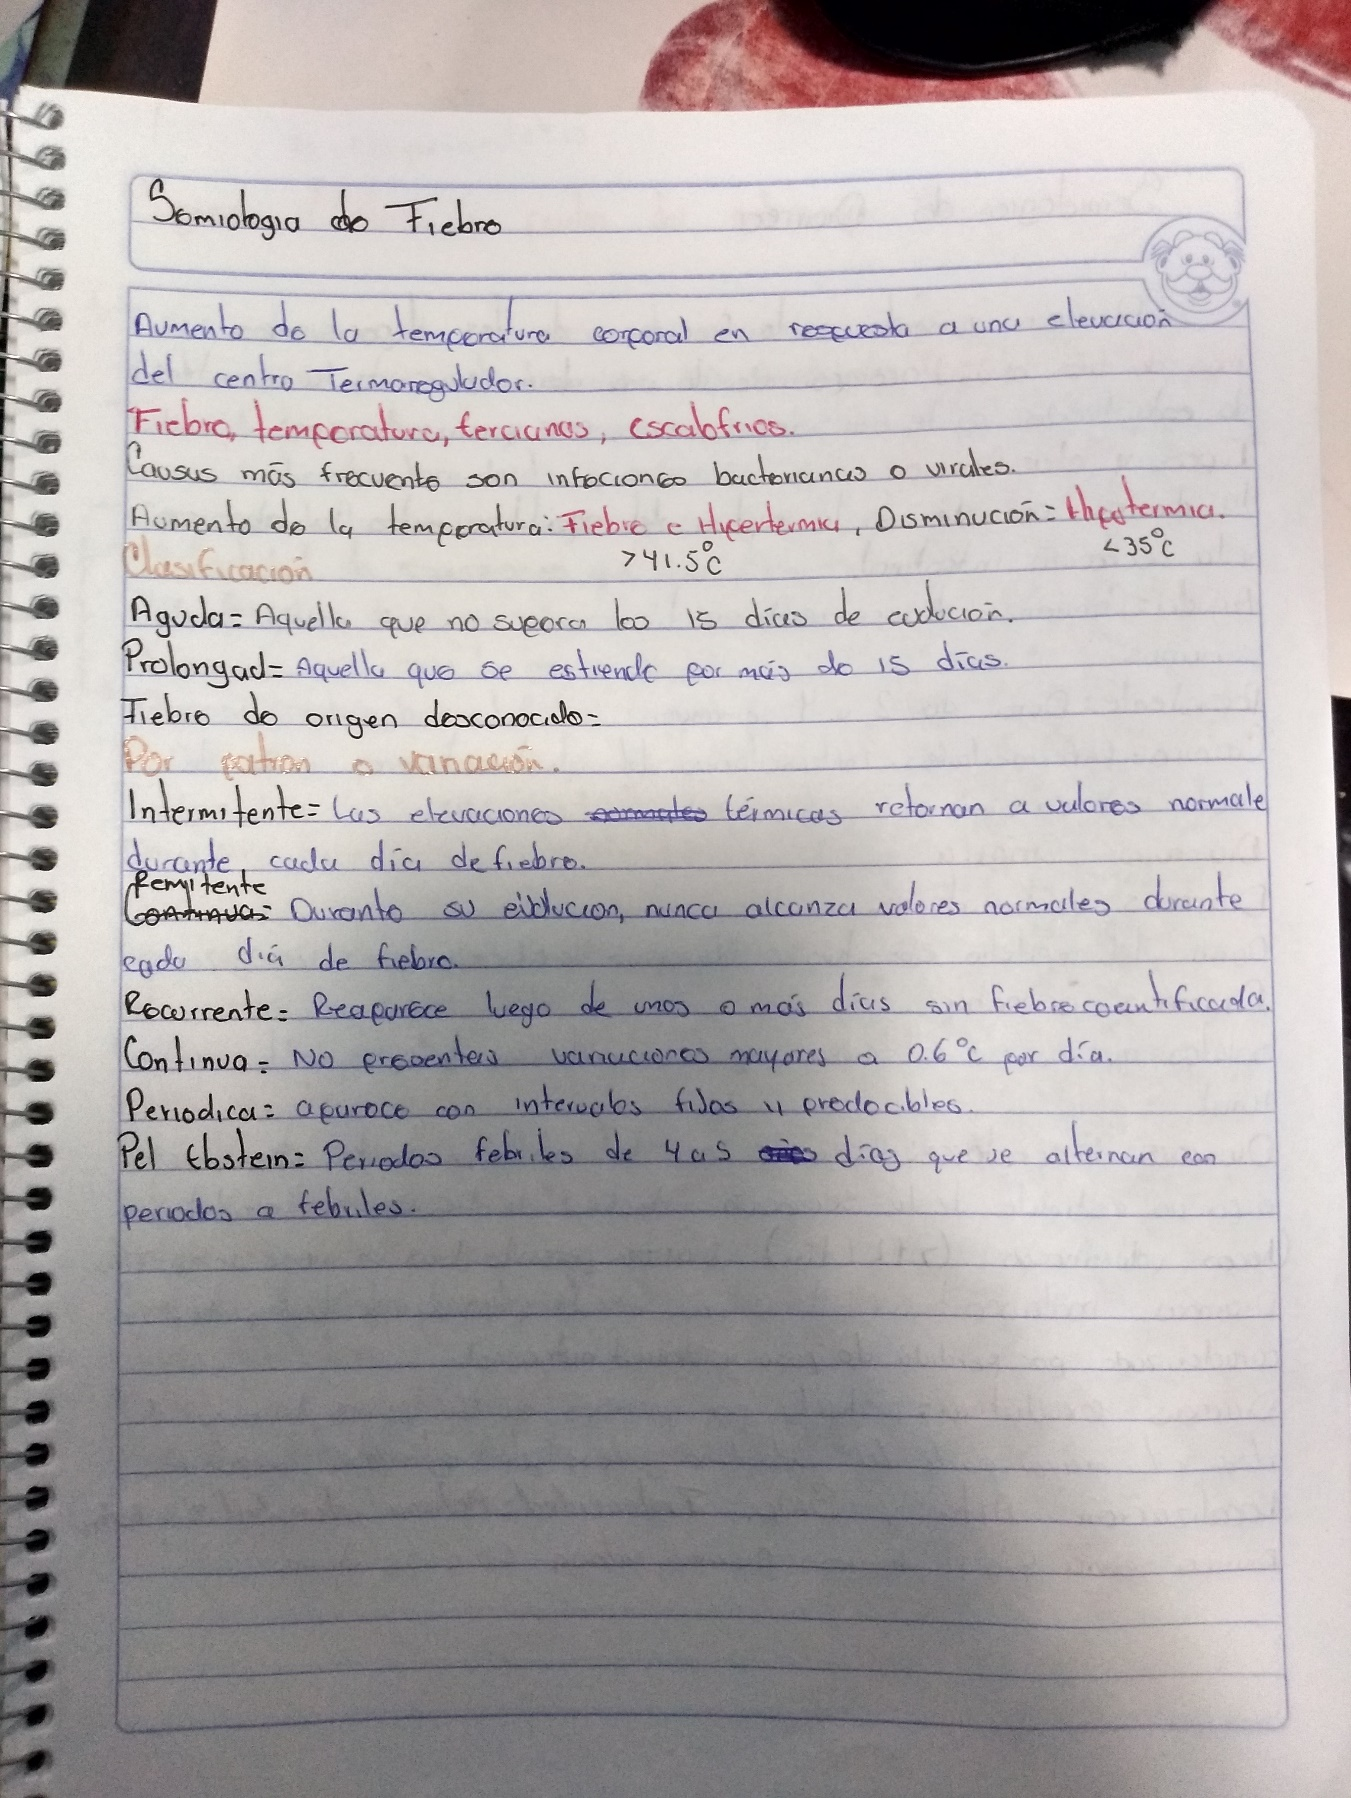 Semiologia de Fiebre
Aumento de la temperatura corporal en respuesta a una elevación
del centro Termoregulador.
Fiebre, temperatura, tercianas, escalofrios.
Causas más frecuente son infeciones bacterianas o virales.
Aumento de la temperatura: Fiebre e Hipertermia, Disminución = Hipotermia.
>41.5°C <35°C
Clasificación
Aguda = Aquella que no supera los 15 días de evolución.
Prolongad = Aquella que se estiende por más de 15 días.
Fiebre de origen desconocido =
Por patron o variación.
Intermitente = Las elevaciones normales térmicas retornan a valores normale
durante cada día de fiebre.
Remitente
Continua: Durante su evolucion, nunca alcanza valores normales durante
cada día de fiebre.
Recurrente = Reaparece luego de unos o más días sin fiebre coantificada.
Continua = No presentas variaciones mayores a 0.6°C por día.
Periodica = aparece con intervalos fijos y predecibles.
Pel Ebstein = Periodos febriles de 4 a 5 días que se alternan con
periodos a febriles.